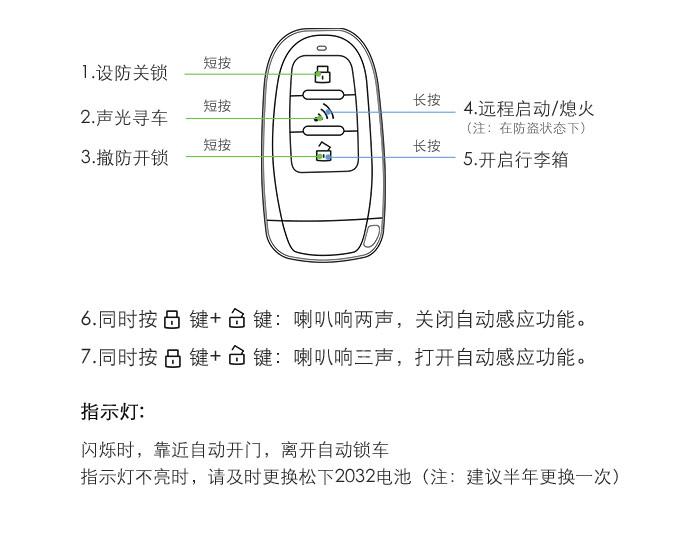 1.设防关锁
短按
2.声光寻车
短按
3.撤防开锁
短按
长按
4.远程启动/熄火
（注：在防盗状态下）
长按
5.开启行李箱
6.同时按 键+ 键：喇叭响两声，关闭自动感应功能。
7.同时按 键+ 键：喇叭响三声，打开自动感应功能。
指示灯：
闪烁时，靠近自动开门，离开自动锁车
指示灯不亮时，请及时更换松下2032电池（注：建议半年更换一次）